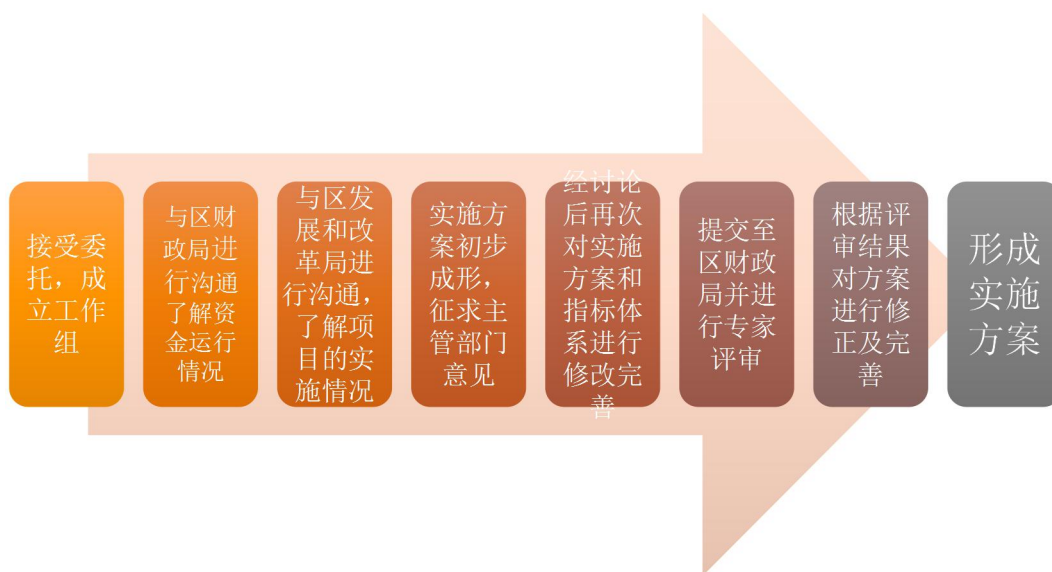 接受委
托，成
立工作
组
与区财
政局进
行沟通
了解资
金运行
情况
与区发
展和改
革局进
行沟通，
了解项
目的实
施情况
实施方
案初步
成形，
征求主
管部门
意见
经讨论
后再次
对实施
方案和
指标体
系进行
修改完
善
提交至
区财政
局并进
行专家
评审
根据评
审结果
对方案
进行修
正及完
善
形成
实施
方案